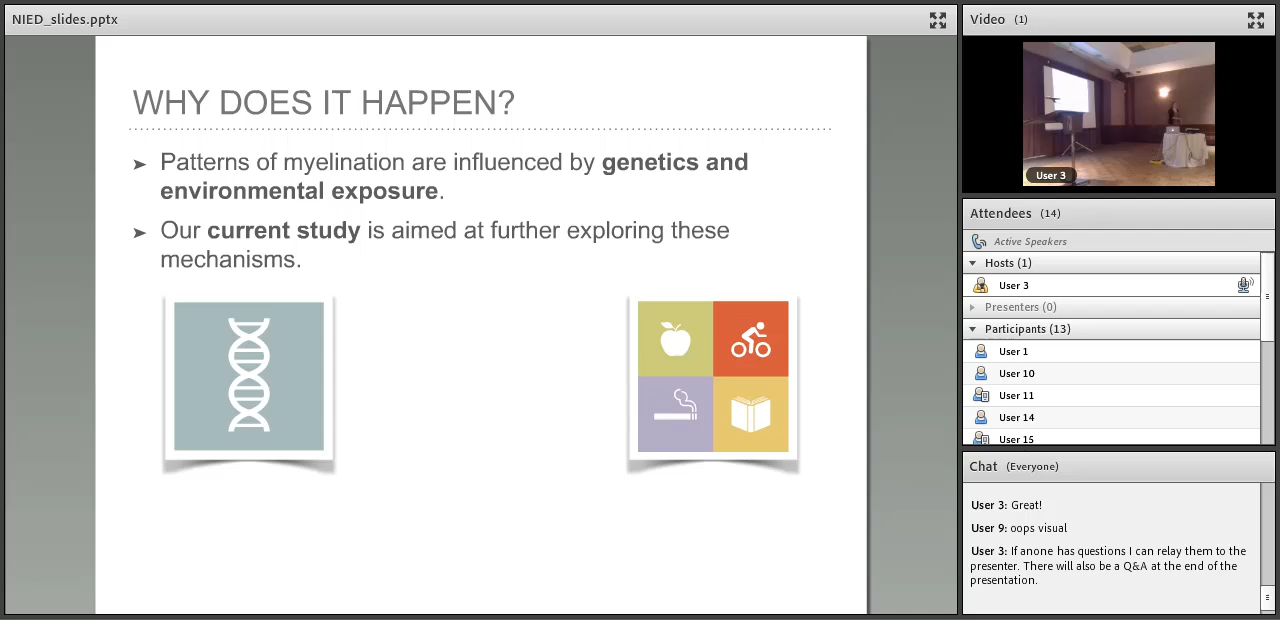 NIED_slides.pptx
WHY DOES IT HAPPEN?
➤ Patterns of myelination are influenced by genetics and
environmental exposure.
➤ Our current study is aimed at further exploring these
mechanisms.
Video (1)
User 3
Attendees (14)
Active Speakers
Hosts (1)
User 3
Presenters (0)
Participants (13)
User 1
User 10
User 11
User 14
User 15
Chat (Everyone)
User 3: Great!
User 9: oops visual
User 3: If anone has questions I can relay them to the
presenter. There will also be a Q&A at the end of the
presentation.